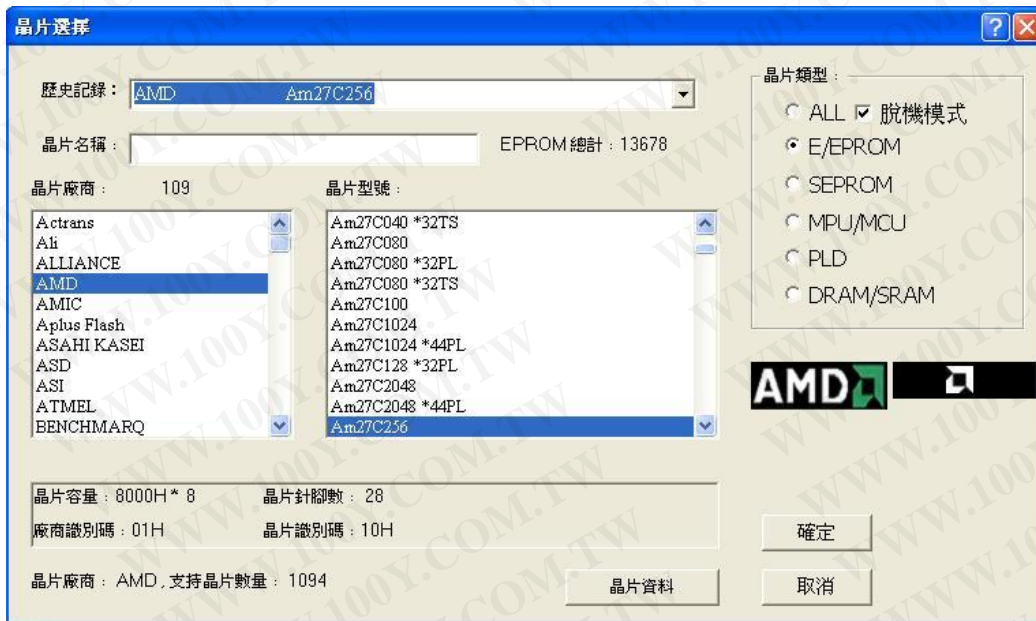 晶片選擇
歷史記錄： AMD Am27C256
晶片名稱： EPROM 總計：13678
晶片廠商： 109 晶片型號：
Actrans
Ali
ALLIANCE
AMD
AMIC
Aplus Flash
ASAHI KASEI
ASD
ASI
ATMEL
BENCHMARQ
Am27C040 *32TS
Am27C080
Am27C080 *32PL
Am27C080 *32TS
Am27C100
Am27C1024
Am27C1024 *44PL
Am27C128 *32PL
Am27C2048
Am27C2048 *44PL
Am27C256
晶片類型：
ALL 脫機模式
E/EPROM
SEPROM
MPU/MCU
PLD
DRAM/SRAM
AMD
晶片容量：8000H * 8 晶片針腳數：28
廠商識別碼：01H 晶片識別碼：10H
確定
晶片廠商：AMD,支持晶片數量：1094
晶片資料
取消
WWW.100Y.COM.TW